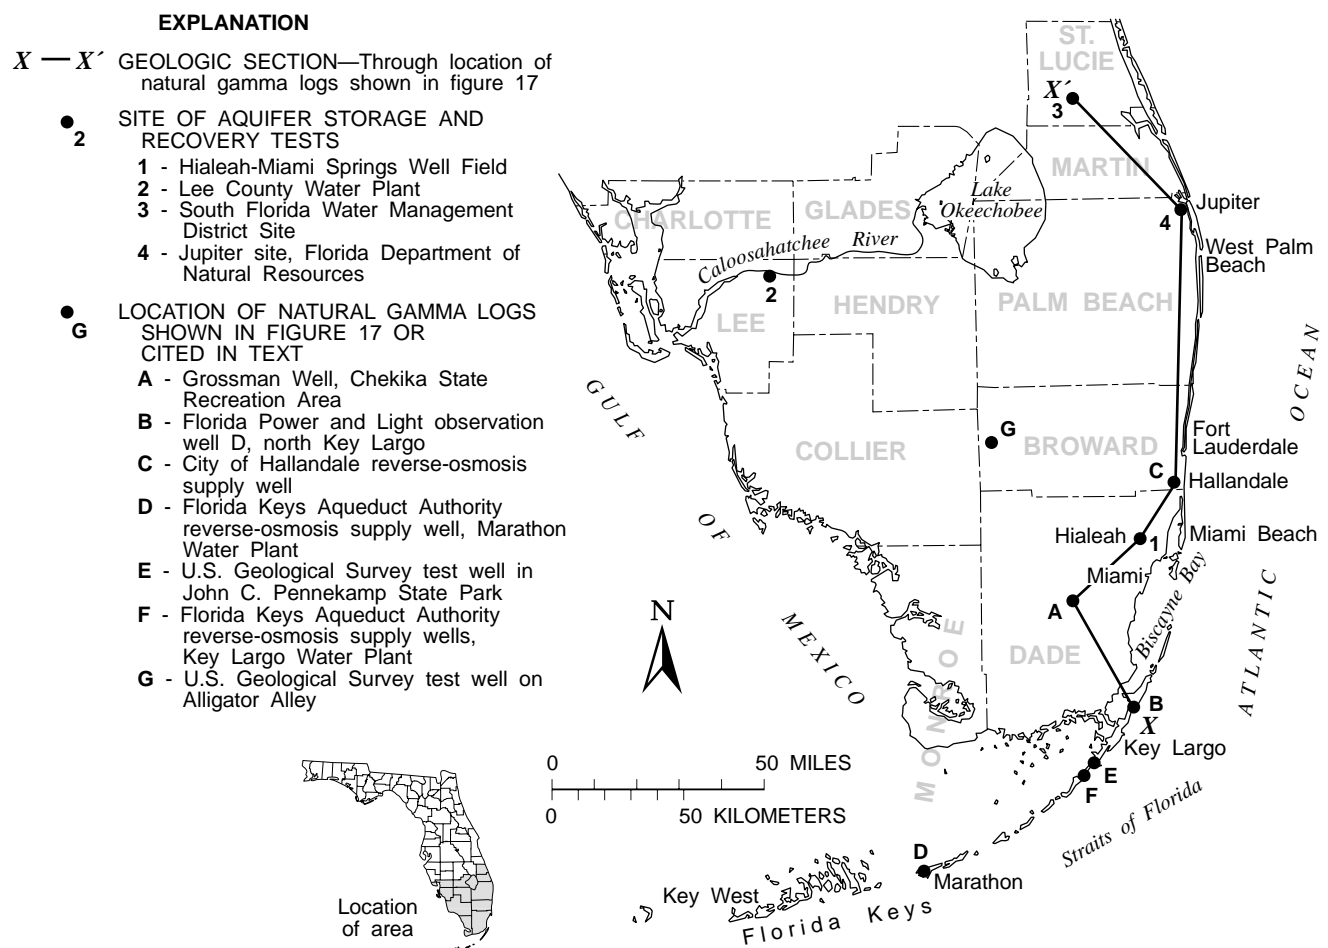 EXPLANATION
X — X′ GEOLOGIC SECTION—Through location of
natural gamma logs shown in figure 17
2 SITE OF AQUIFER STORAGE AND
RECOVERY TESTS
1 - Hialeah-Miami Springs Well Field
2 - Lee County Water Plant
3 - South Florida Water Management
District Site
4 - Jupiter site, Florida Department of
Natural Resources
G LOCATION OF NATURAL GAMMA LOGS
SHOWN IN FIGURE 17 OR
CITED IN TEXT
A - Grossman Well, Chekika State
Recreation Area
B - Florida Power and Light observation
well D, north Key Largo
C - City of Hallandale reverse-osmosis
supply well
D - Florida Keys Aqueduct Authority
reverse-osmosis supply well, Marathon
Water Plant
E - U.S. Geological Survey test well in
John C. Pennekamp State Park
F - Florida Keys Aqueduct Authority
reverse-osmosis supply wells,
Key Largo Water Plant
G - U.S. Geological Survey test well on
Alligator Alley
ST.
LUCIE
X′
3
MARTIN
Lake
Okeechobee
CHARLOTTE
GLADES
Jupiter
4
West Palm
Beach
Caloosahatchee River
2
LEE
HENDRY
PALM BEACH
GULF
OF
MEXICO
ATLANTIC
OCEAN
COLLIER
G
BROWARD
Fort
Lauderdale
C
Hallandale
Hialeah
1
Miami Beach
Miami
Biscayne Bay
A
DADE
MONROE
B
X
Key Largo
E
F
Straits of Florida
D
Marathon
Key West
Florida Keys
N
0 50 MILES
0 50 KILOMETERS
Location
of area